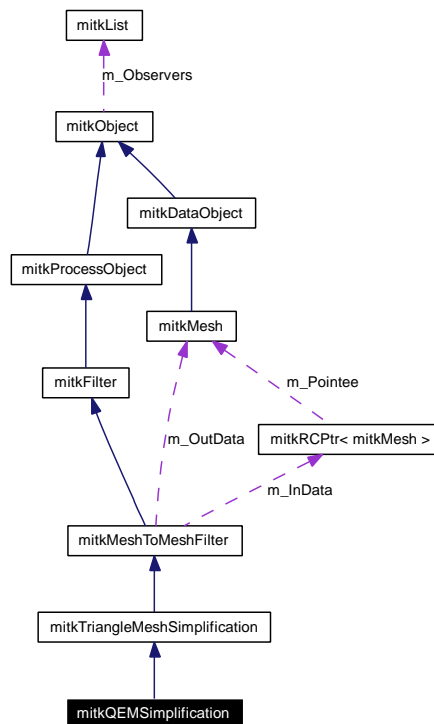 mitkList
m_Observers
mitkObject
mitkDataObject
mitkProcessObject
mitkMesh
mitkFilter
m_Pointee
m_OutData
mitkRCPtr< mitkMesh >
m_InData
mitkMeshToMeshFilter
mitkTriangleMeshSimplification
mitkQEMSimplification